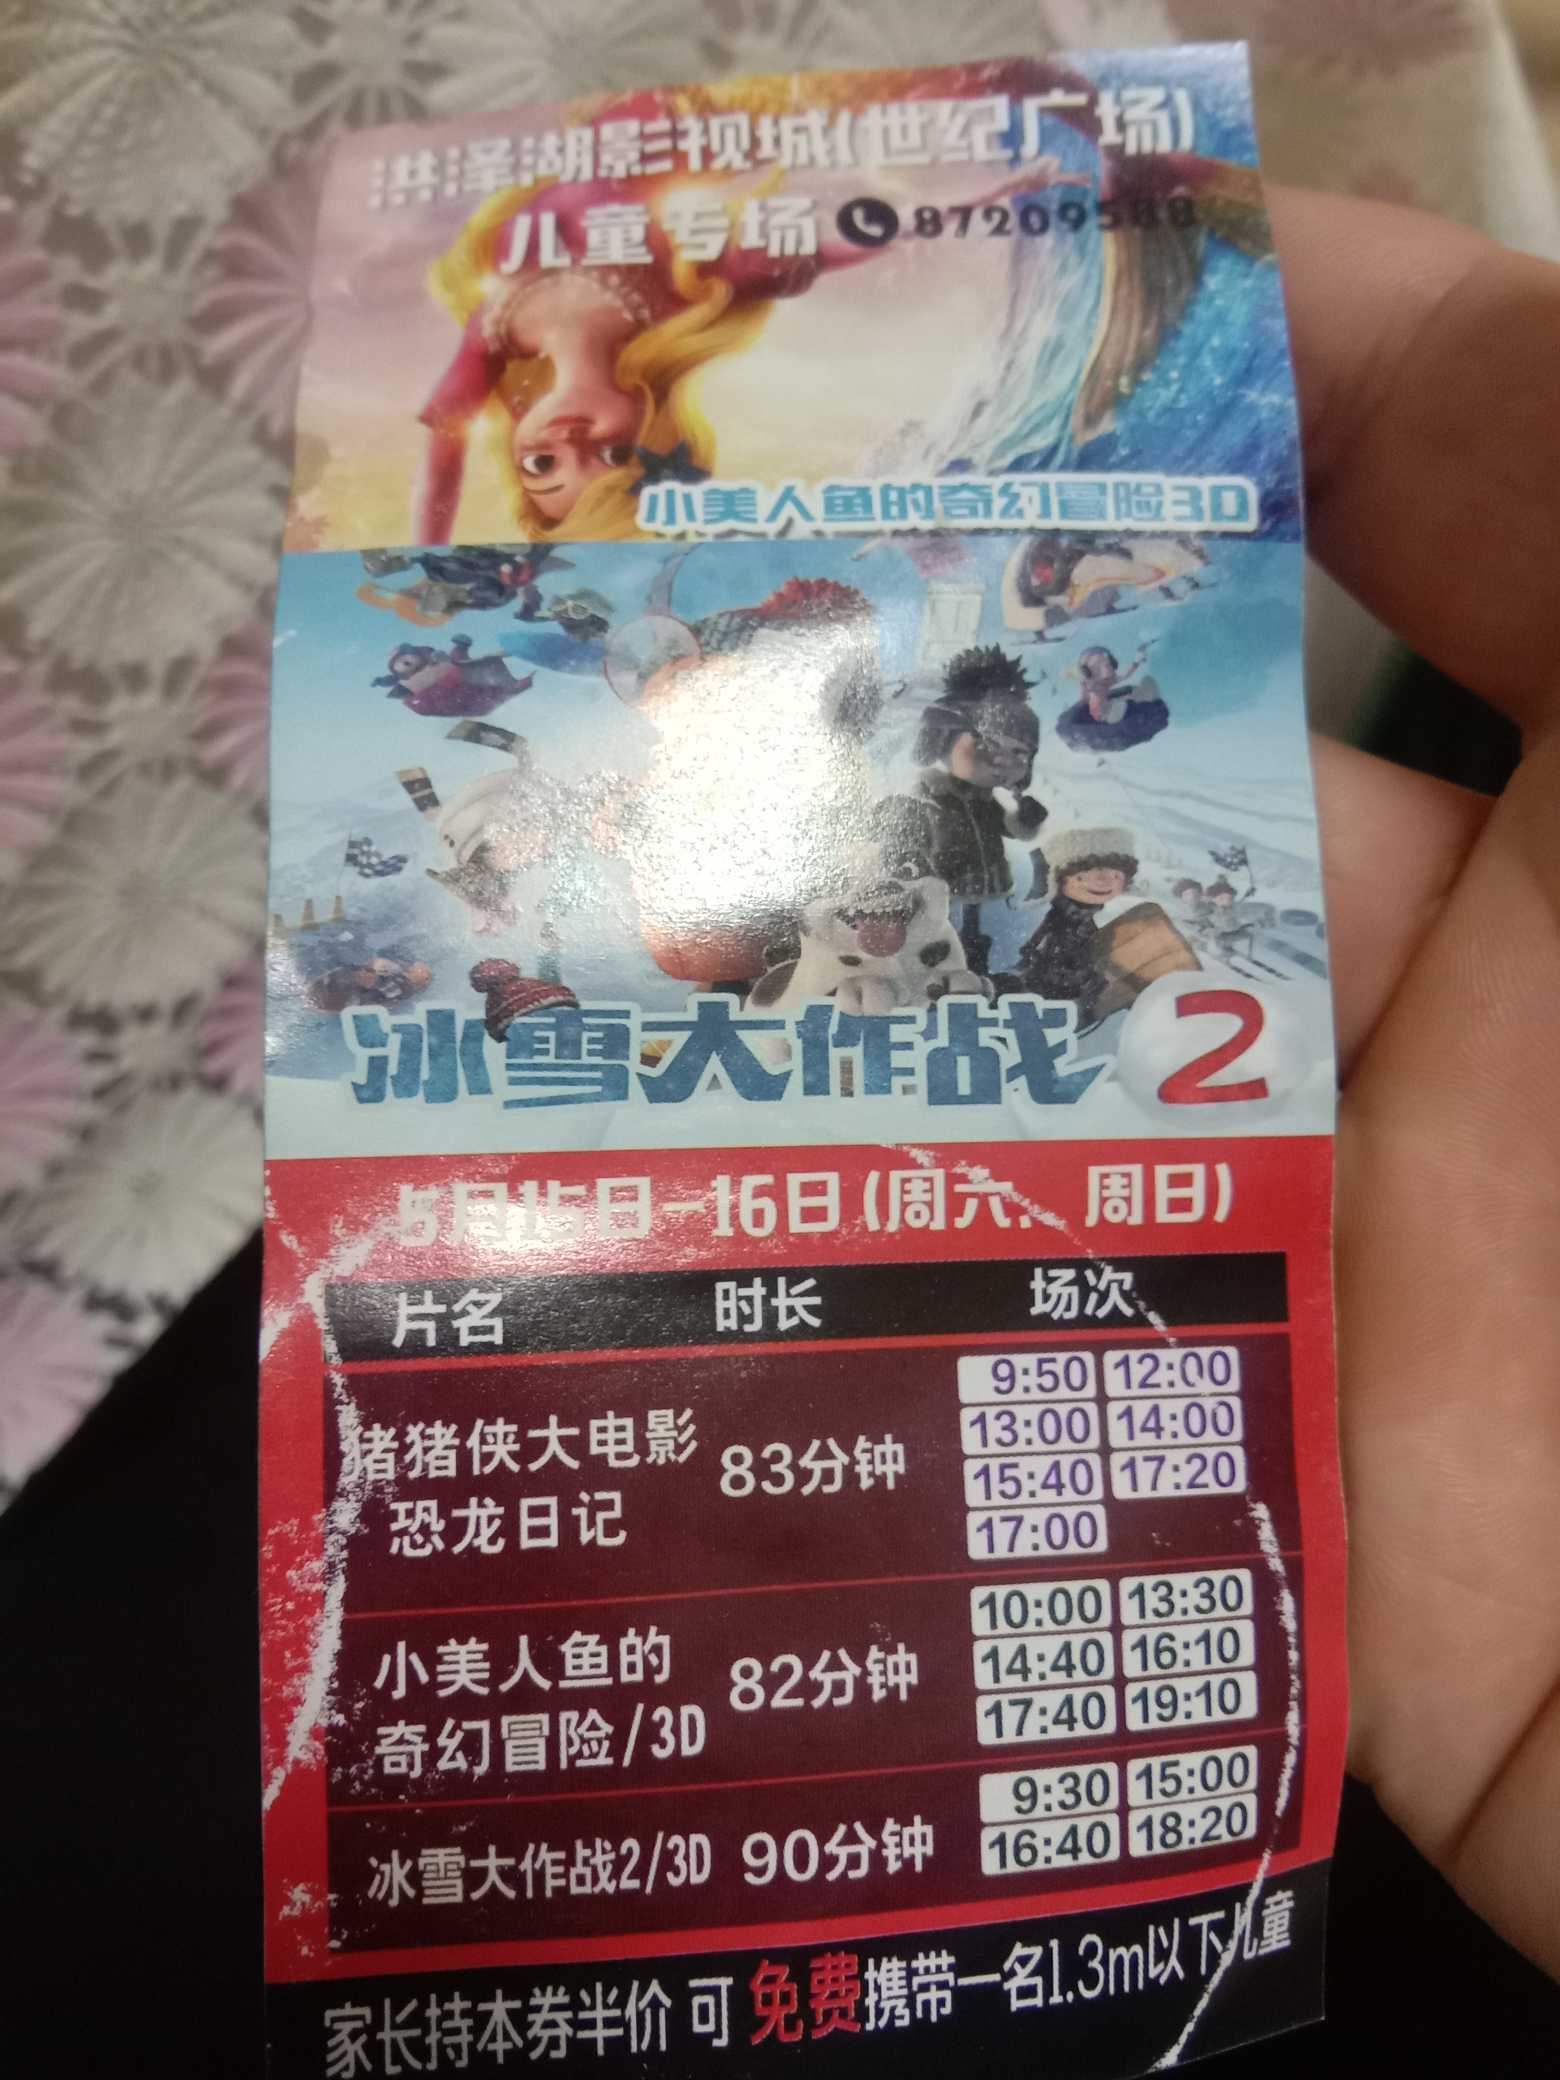 洪泽湖影视城(世纪广场)
儿童专场 87209588
小美人鱼的奇幻冒险3D
冰雪大作战2
5月15日-16日(周六、周日)
片名 时长 场次
猪猪侠大电影
恐龙日记
83分钟
9:50 12:00
13:00 14:00
15:40 17:20
17:00
小美人鱼的
奇幻冒险/3D
82分钟
10:00 13:30
14:40 16:10
17:40 19:10
冰雪大作战2/3D 90分钟
9:30 15:00
16:40 18:20
家长持本券半价 可 免费携带一名1.3m以下儿童